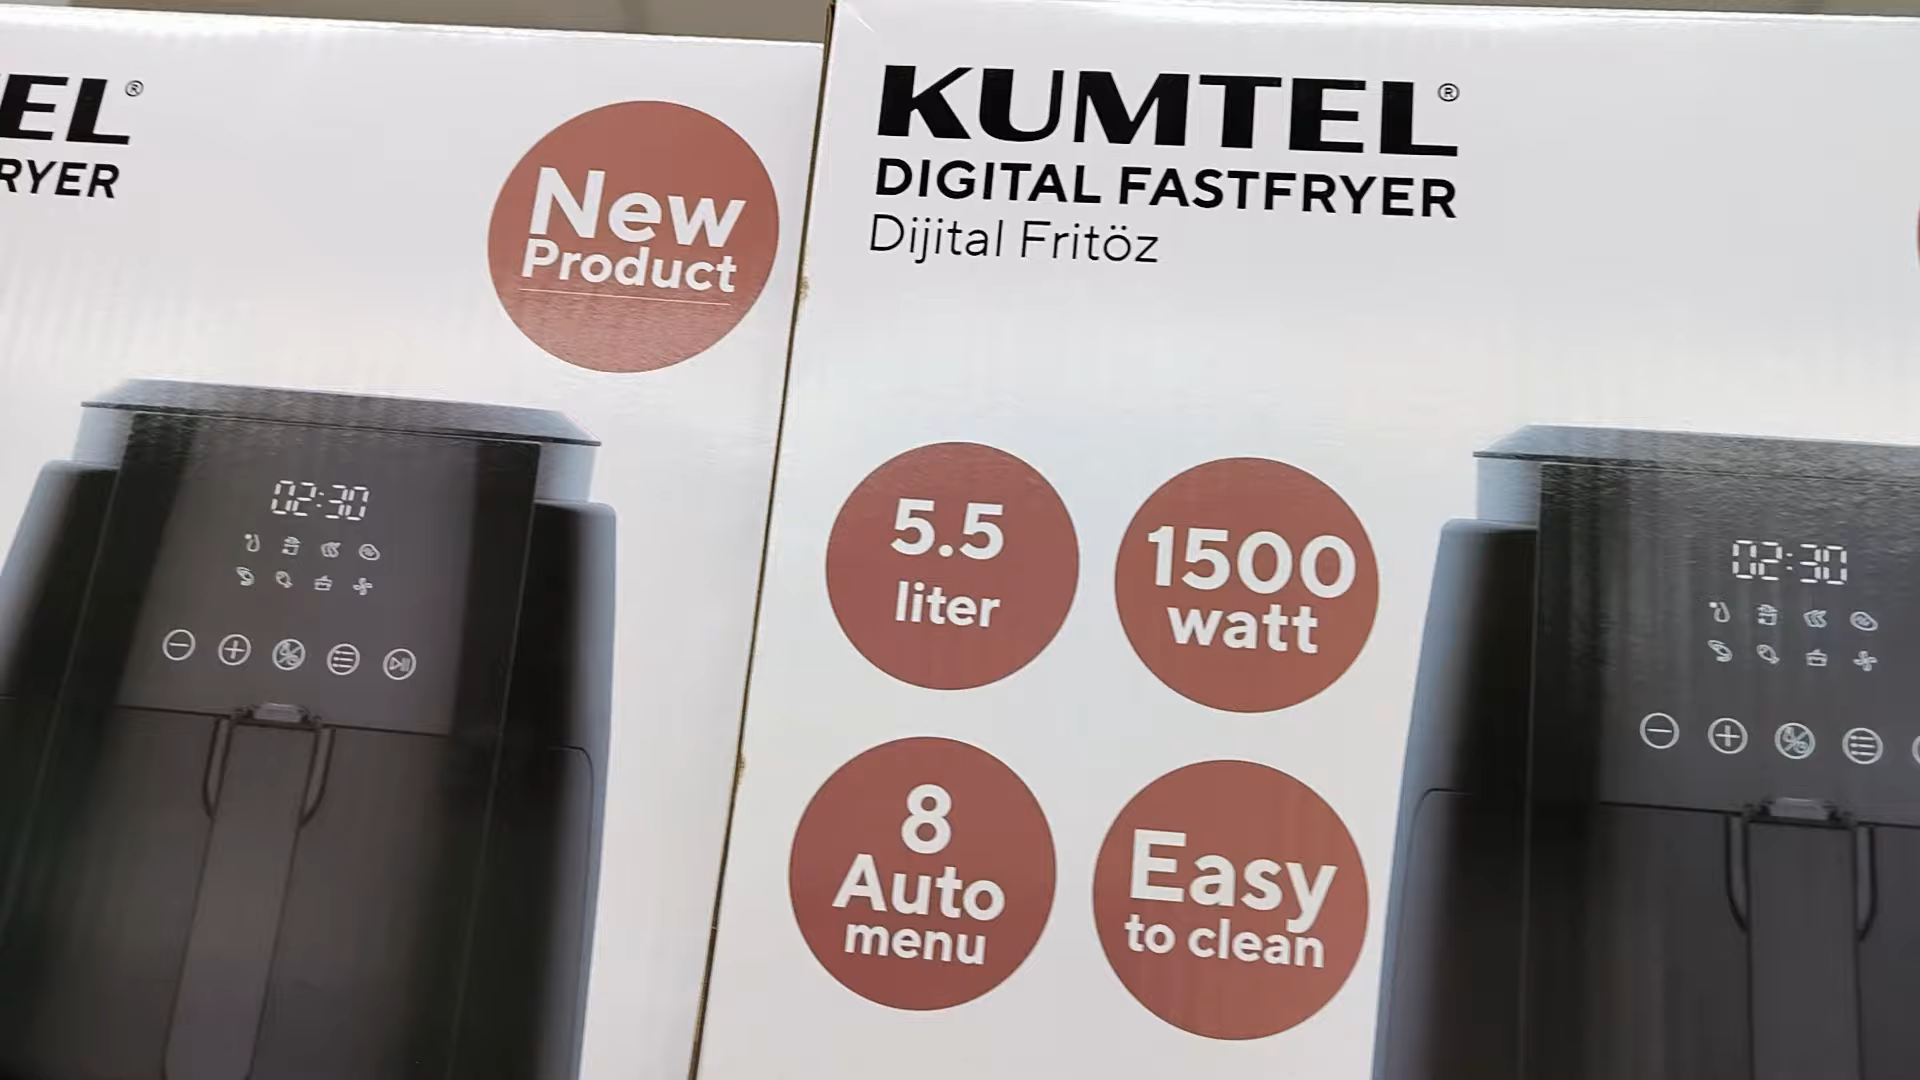 EL®
RYER
New
Product
02:30
KUMTEL®
DIGITAL FASTFRYER
Dijital Fritöz
5.5
liter
1500
watt
8
Auto
menu
Easy
to clean
02:30